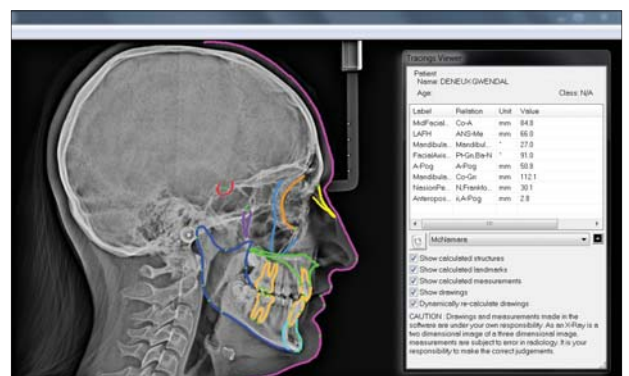 Tracings Viewer
Patient
Name: DENEUX GWENDAL
Age: Class: N/A
Label Relation Unit Value
MidFacial... Co-A mm 84.8
LAFH ANS-Me mm 66.0
Mandibula... Mandibul... ° 27.0
FacialAxis... Pt-Gn,Ba-N ° 91.0
A-Pog A-Pog mm 50.8
Mandibula... Co-Gn mm 112.1
NasionPe... N,Frankfo... mm 30.1
Anteropos... ii,A-Pog mm 2.8
McNamara
Show calculated structures
Show calculated landmarks
Show calculated measurements
Show drawings
Dynamically re-calculate drawings
CAUTION : Drawings and measurements made in the
software are under your own responsibility. As an X-Ray is a
two dimensional image of a three dimensional image,
measurements are subject to error in radiology. It is your
responsibility to make the correct judgements.